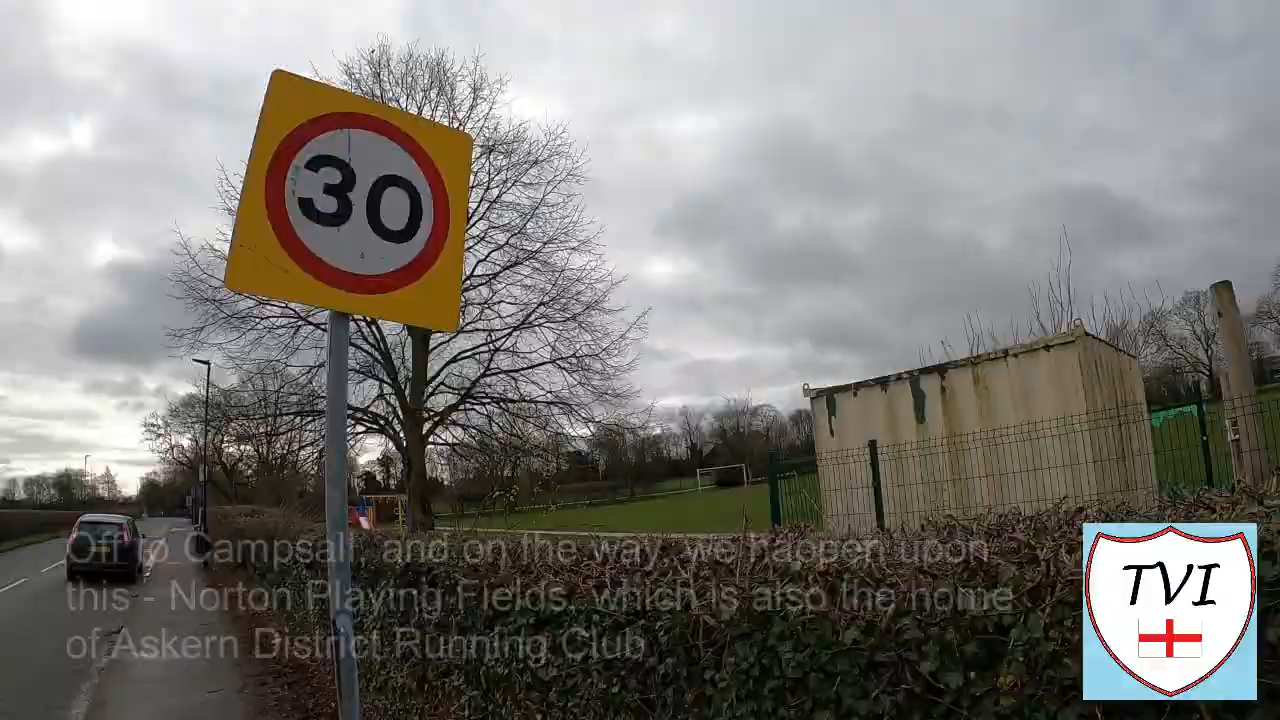 30
Off to Campsall, and on the way, we happen upon
this - Norton Playing Fields, which is also the home
of Askern District Running Club
TVI